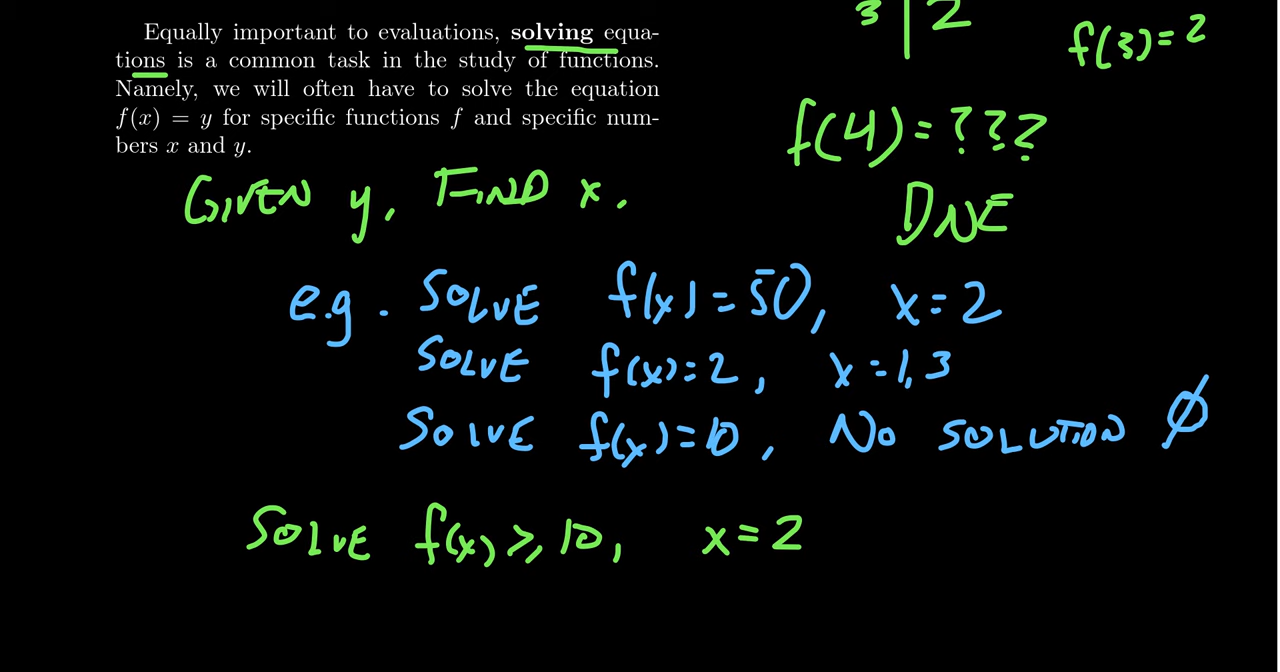 3 | 2
f(3)=2
Equally important to evaluations, solving equa-
tions is a common task in the study of functions.
Namely, we will often have to solve the equation
f(x) = y for specific functions f and specific num-
bers x and y.
f(4)=???
DNE
GIVEN y, FIND x.
e.g. SOLVE f(x)=50, x=2
SOLVE f(x)=2, x=1,3
SOLVE f(x)=10, NO SOLUTION ∅
SOLVE f(x)⩾10, x=2